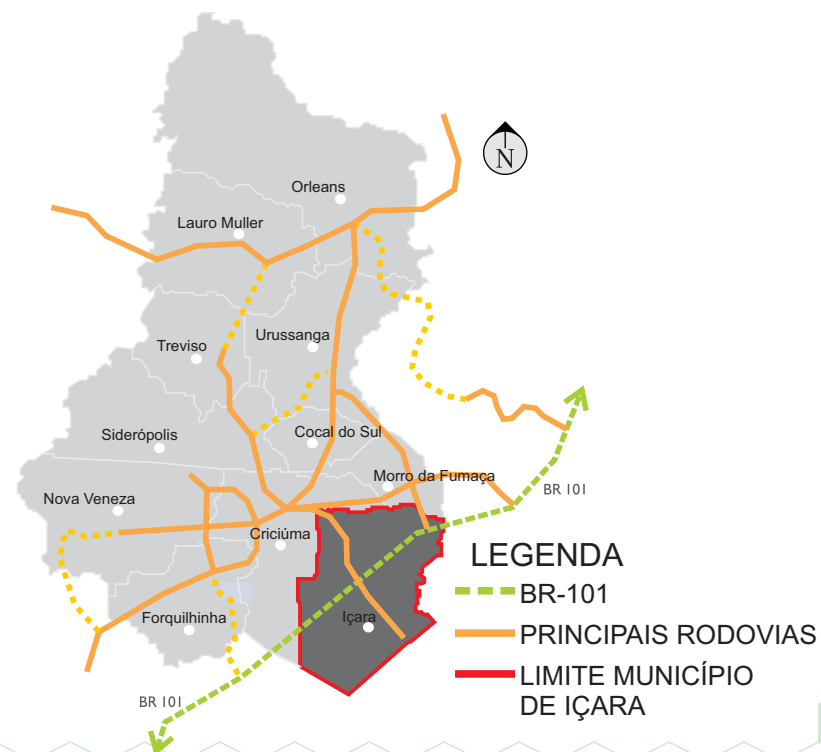 N
Orleans
Lauro Muller
Urussanga
Treviso
Cocal do Sul
Siderópolis
Morro da Fumaça
Nova Veneza
BR 101
Criciúma
Içara
Forquilhinha
BR 101
LEGENDA
BR-101
PRINCIPAIS RODOVIAS
LIMITE MUNICÍPIO
DE IÇARA